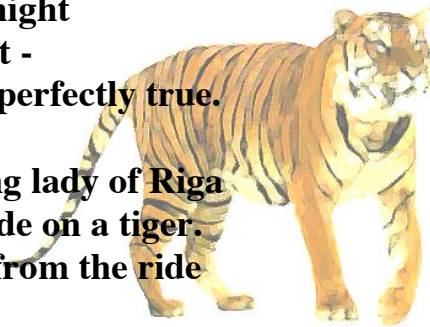 night
t -
perfectly true.
g lady of Riga
de on a tiger.
from the ride